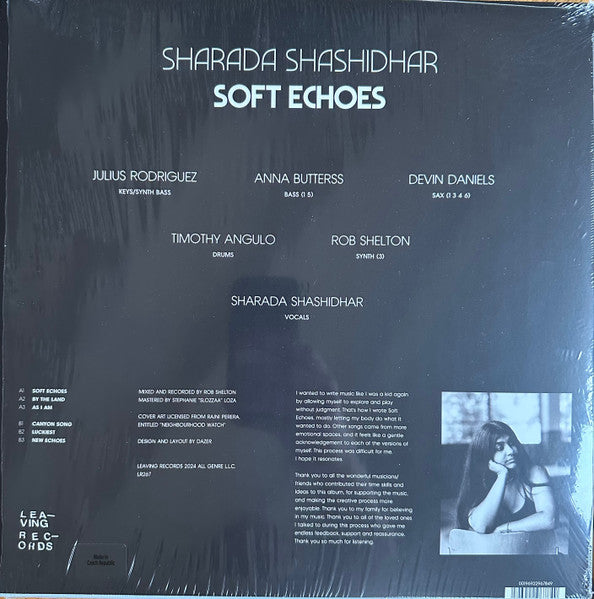 SHARADA SHASHIDHAR
SOFT ECHOES
JULIUS RODRIGUEZ
KEYS/SYNTH BASS
ANNA BUTTERSS
BASS (1 5)
DEVIN DANIELS
SAX (1 3 4 6)
TIMOTHY ANGULO
DRUMS
ROB SHELTON
SYNTH (3)
SHARADA SHASHIDHAR
VOCALS
A1 SOFT ECHOES
A2 BY THE LAND
A3 AS I AM
B1 CANYON SONG
B2 LUCKIEST
B3 NEW ECHOES
MIXED AND RECORDED BY ROB SHELTON
MASTERED BY STEPHANIE "SLOZZAA" LOZA
COVER ART LICENSED FROM RAJNI PERERA,
ENTITLED "NEIGHBOURHOOD WATCH"
DESIGN AND LAYOUT BY DAZER
LEAVING RECORDS 2024 ALL GENRE L.L.C.
LR267
I wanted to write music like I was a kid again
by allowing myself to explore and play
without judgment. That's how I wrote Soft
Echoes, mostly letting my body do what it
wanted to do. Other songs came from more
emotional spaces, and it feels like a gentle
acknowledgement to each of the versions of
myself. This process was difficult for me.
I hope it resonates.
Thank you to all the wonderful musicians/
friends who contributed their time skills and
ideas to this album, for supporting the music,
and making the creative process more
enjoyable. Thank you to my family for believing
in my music. Thank you to all of the loved ones
I talked to during this process who gave me
endless feedback, support and reassurance.
Thank you so much for listening.
LEA-
VING
REC-
ORDS
Made in
Czech Republic
00196922967849